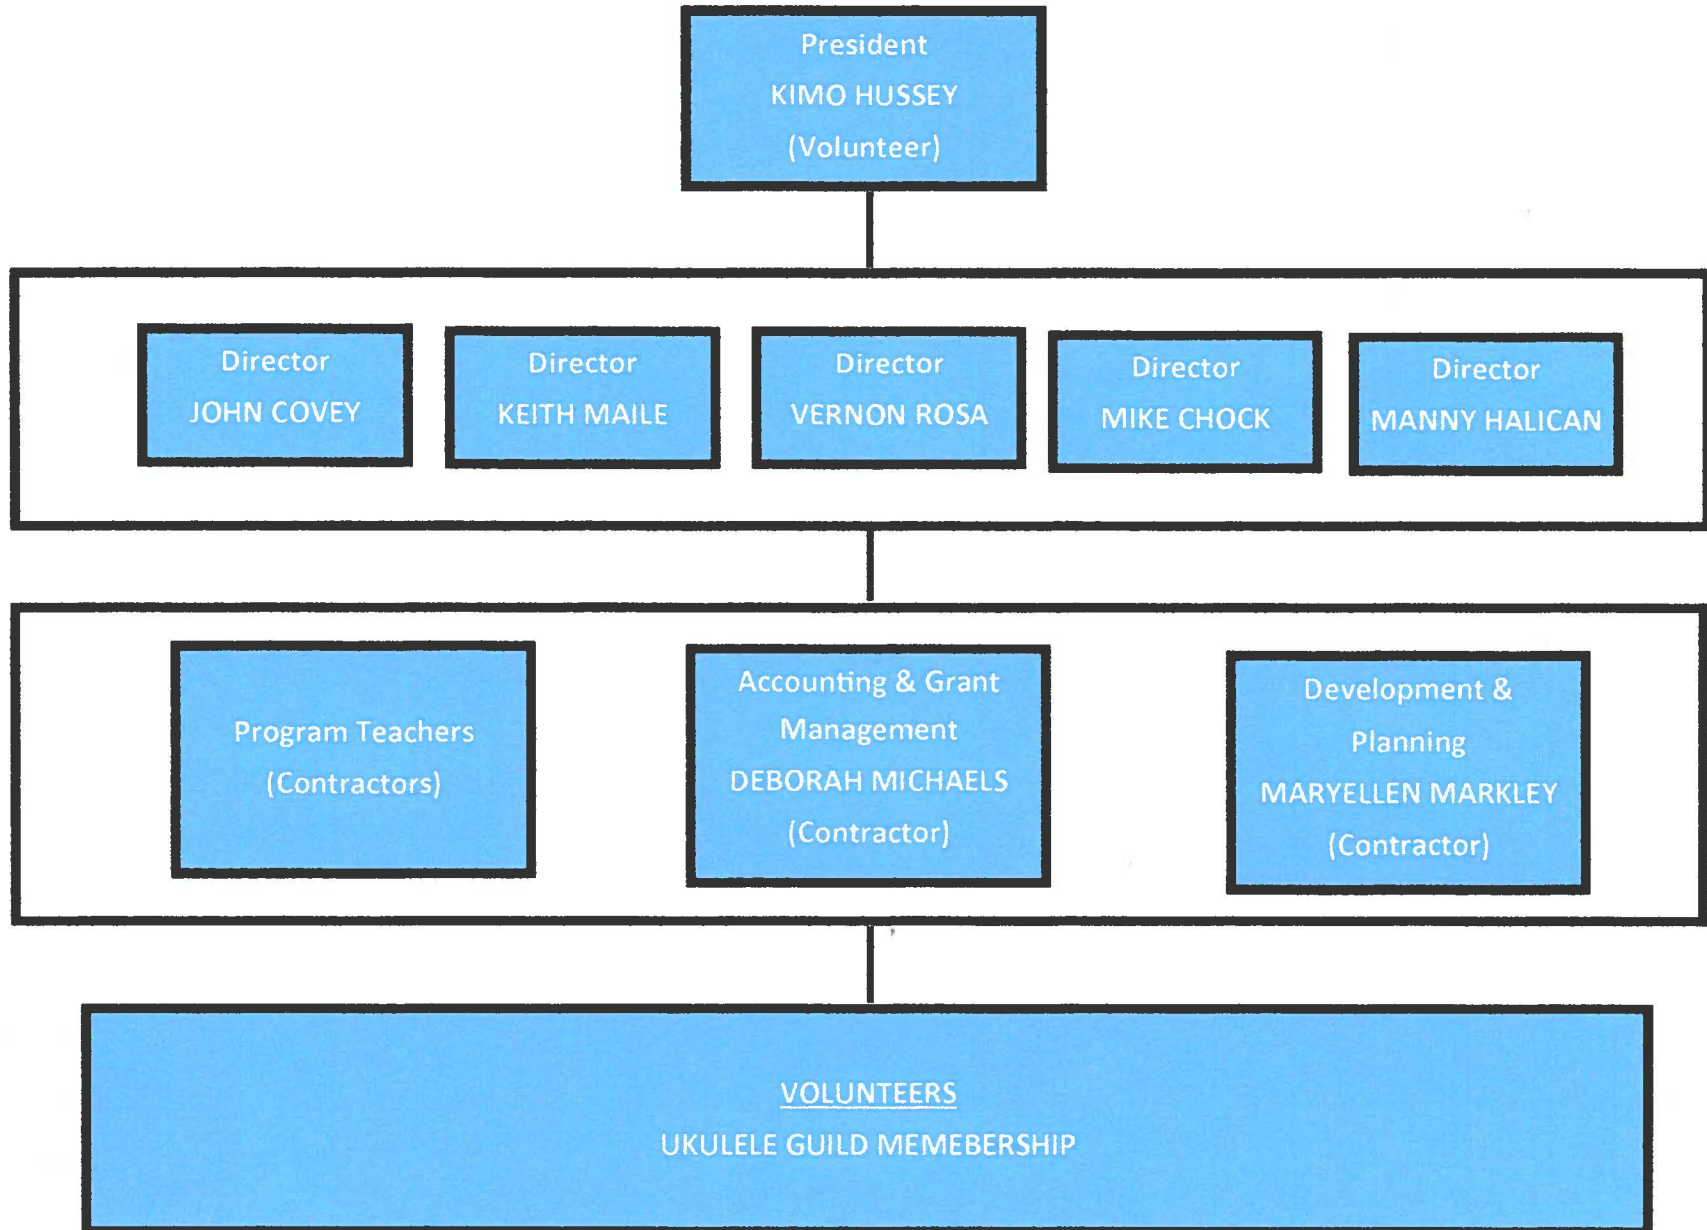 President
KIMO HUSSEY
(Volunteer)
Director
JOHN COVEY
Director
KEITH MAILE
Director
VERNON ROSA
Director
MIKE CHOCK
Director
MANNY HALICAN
Program Teachers
(Contractors)
Accounting & Grant
Management
DEBORAH MICHAELS
(Contractor)
Development &
Planning
MARYELLEN MARKLEY
(Contractor)
VOLUNTEERS
UKULELE GUILD MEMEBERSHIP